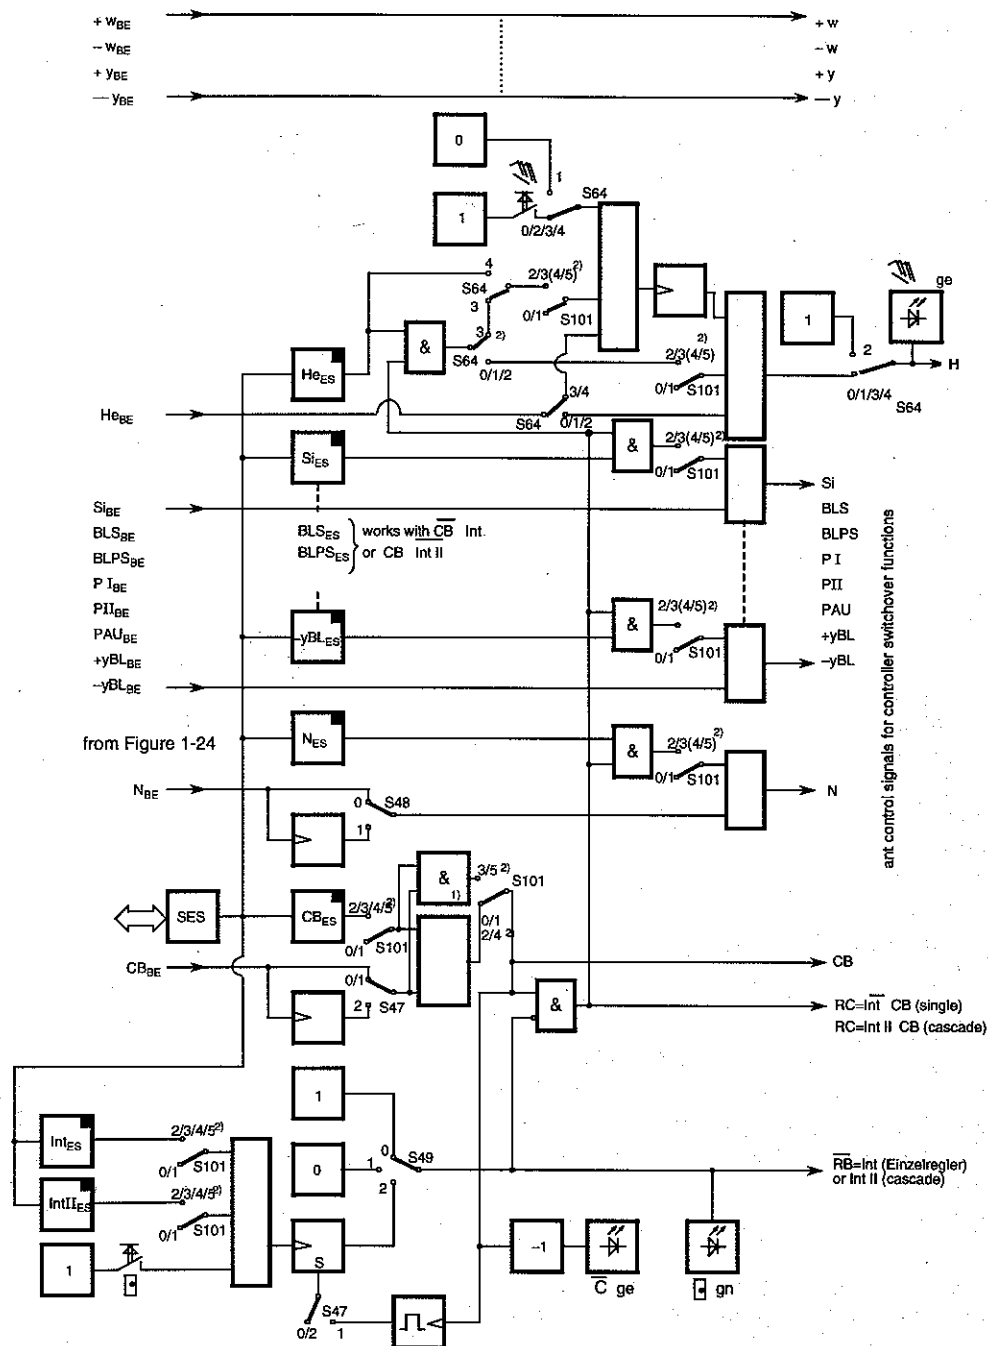 + wBE
+ w
– wBE
– w
+ yBE
+ y
— yBE
— y
0
1
S64
1
0/2/3/4
4
2/3(4/5) 2)
S64
3
0/1
S101
ge
1
2
&
3
2)
S64
0/1/2
2)
2/3(4/5)
0/1
S101
H
0/1/3/4
S64
HeES
3/4
HeBE
S64
0/1/2
2/3(4/5) 2)
&
0/1
S101
SiES
Si
SiBE
BLSES
BLPSES
works with CB Int.
or CB Int II
BLS
BLSBE
BLPSBE
BLPS
P IBE
P I
PIIBE
PII
2/3(4/5) 2)
PAUBE
PAU
–yBLES
&
0/1
S101
+yBLBE
+yBL
–yBLBE
–yBL
ant control signals for controller switchover functions
from Figure 1-24
NES
&
2/3(4/5) 2)
0/1
S101
NBE
0
S48
1
N
&
1)
3/5 2)
S101
SES
CBES
2/3/4/5 2)
0/1
S101
0/1
2/4 2)
CBBE
0/1
S47
2
CB
&
RC=Int CB (single)
RC=Int II CB (cascade)
1
IntES
2/3/4/5 2)
0/1
S101
0
0
1
S49
2
RB=Int (Einzelregler)
or Int II (cascade)
IntIIES
2/3/4/5 2)
0/1
S101
1
S
–1
C ge
gn
S47
0/2
1